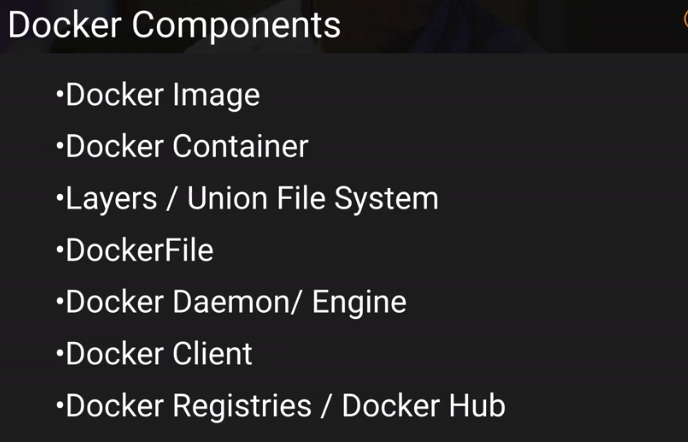 Docker Components
•Docker Image
•Docker Container
•Layers / Union File System
•DockerFile
•Docker Daemon/ Engine
•Docker Client
•Docker Registries / Docker Hub